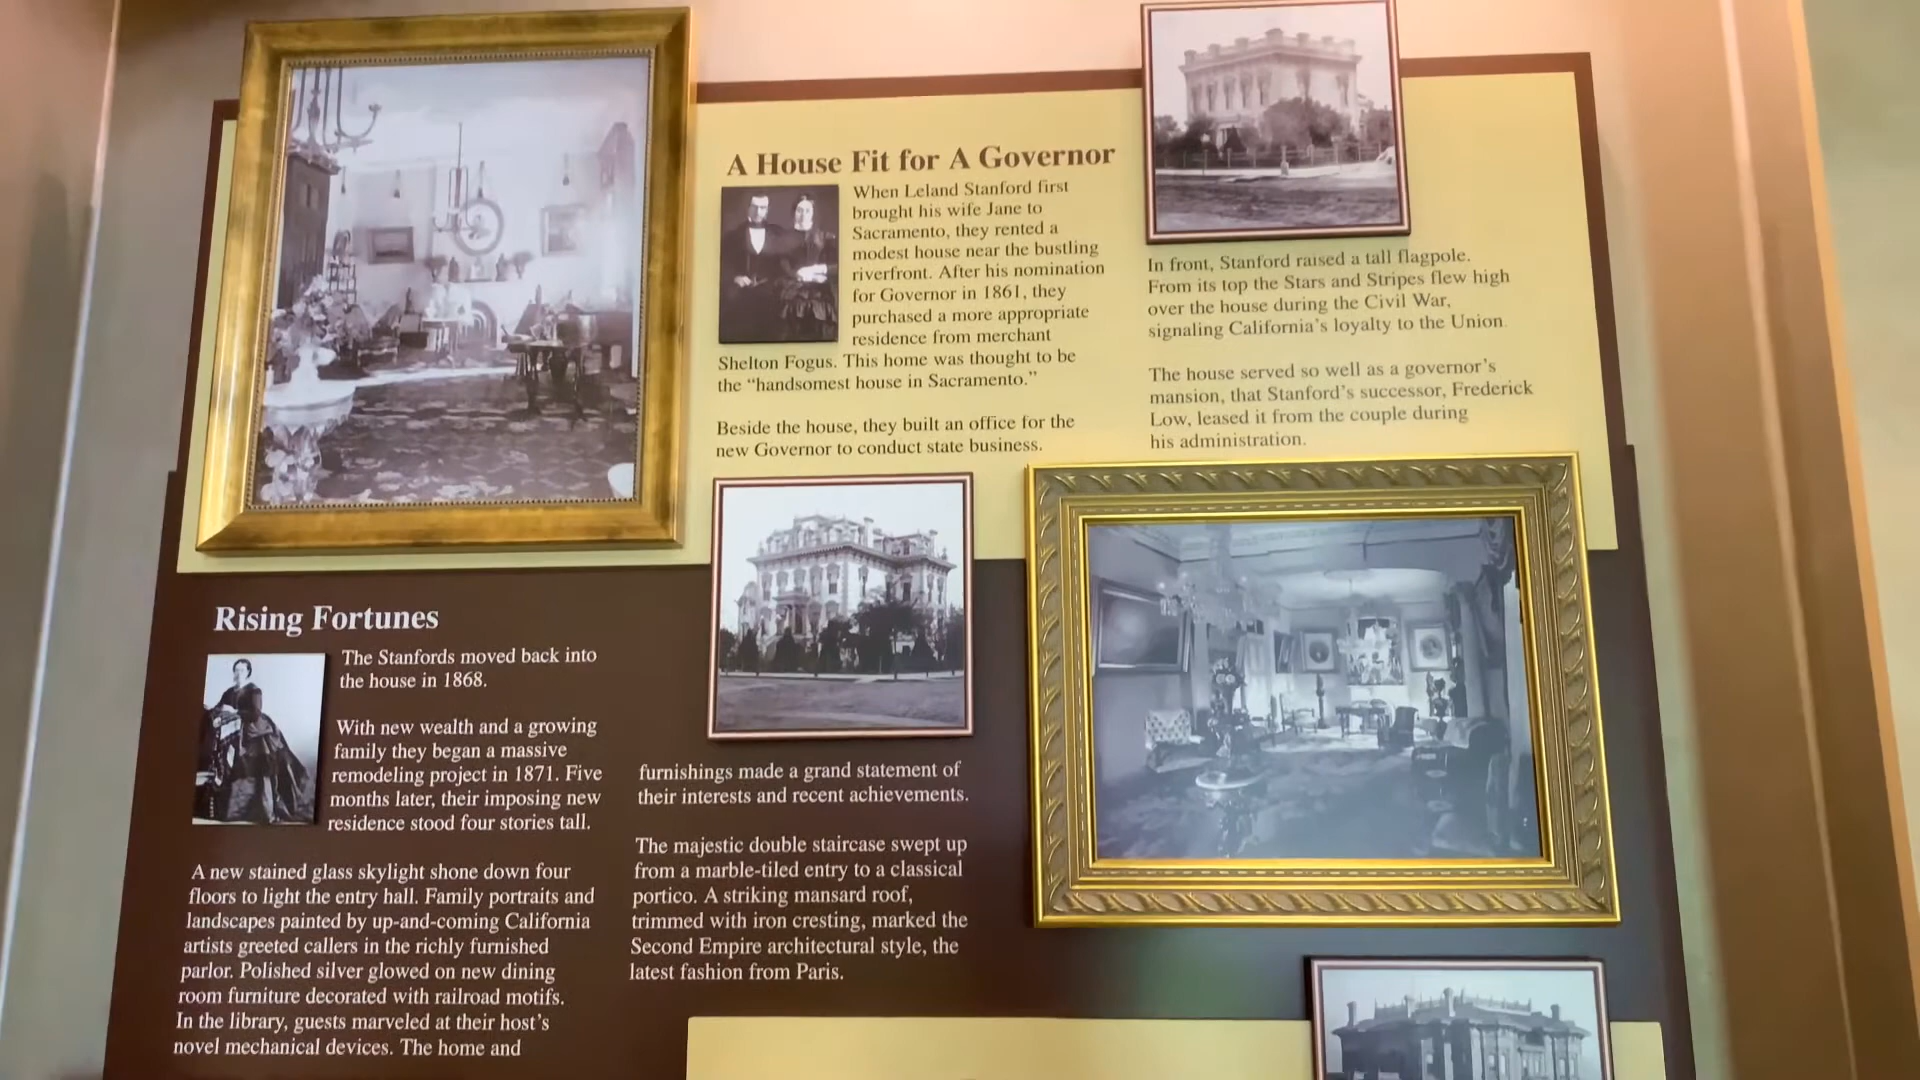 A House Fit for A Governor
When Leland Stanford first
brought his wife Jane to
Sacramento, they rented a
modest house near the bustling
riverfront. After his nomination
for Governor in 1861, they
purchased a more appropriate
residence from merchant
Shelton Fogus. This home was thought to be
the “handsomest house in Sacramento.”
Beside the house, they built an office for the
new Governor to conduct state business.
In front, Stanford raised a tall flagpole.
From its top the Stars and Stripes flew high
over the house during the Civil War,
signaling California’s loyalty to the Union.
The house served so well as a governor’s
mansion, that Stanford’s successor, Frederick
Low, leased it from the couple during
his administration.
Rising Fortunes
The Stanfords moved back into
the house in 1868.
With new wealth and a growing
family they began a massive
remodeling project in 1871. Five
months later, their imposing new
residence stood four stories tall.
A new stained glass skylight shone down four
floors to light the entry hall. Family portraits and
landscapes painted by up-and-coming California
artists greeted callers in the richly furnished
parlor. Polished silver glowed on new dining
room furniture decorated with railroad motifs.
In the library, guests marveled at their host’s
novel mechanical devices. The home and
furnishings made a grand statement of
their interests and recent achievements.
The majestic double staircase swept up
from a marble-tiled entry to a classical
portico. A striking mansard roof,
trimmed with iron cresting, marked the
Second Empire architectural style, the
latest fashion from Paris.